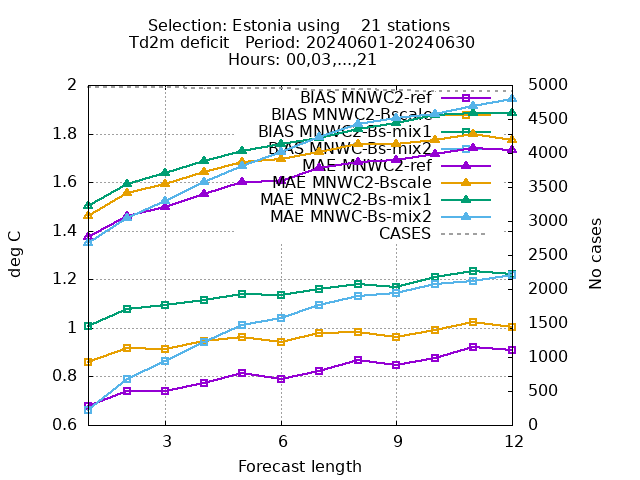 Selection: Estonia using 21 stations
Td2m deficit Period: 20240601-20240630
Hours: 00,03,...,21
2 5000
BIAS MNWC2-ref
BIAS MNWC2-Bscale
4500
BIAS MNWC2-Bs-mix1
1.8
BIAS MNWC-Bs-mix2
4000
MAE MNWC2-ref
MAE MNWC2-Bscale
1.6 3500
MAE MNWC2-Bs-mix1
MAE MNWC-Bs-mix2
3000
CASES
1.4
deg C
No cases
2500
1.2 2000
1500
1
1000
0.8
500
0.6 0
3 6 9 12
Forecast length